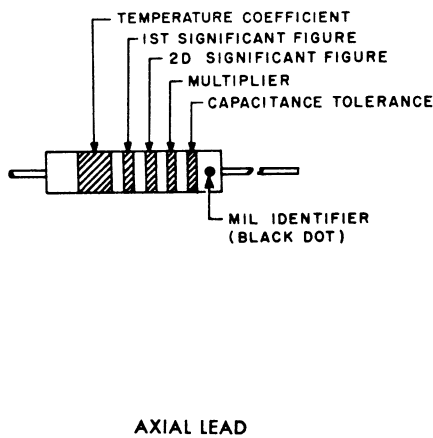 TEMPERATURE COEFFICIENT
1ST SIGNIFICANT FIGURE
2D SIGNIFICANT FIGURE
MULTIPLIER
CAPACITANCE TOLERANCE
MIL IDENTIFIER
(BLACK DOT)
AXIAL LEAD